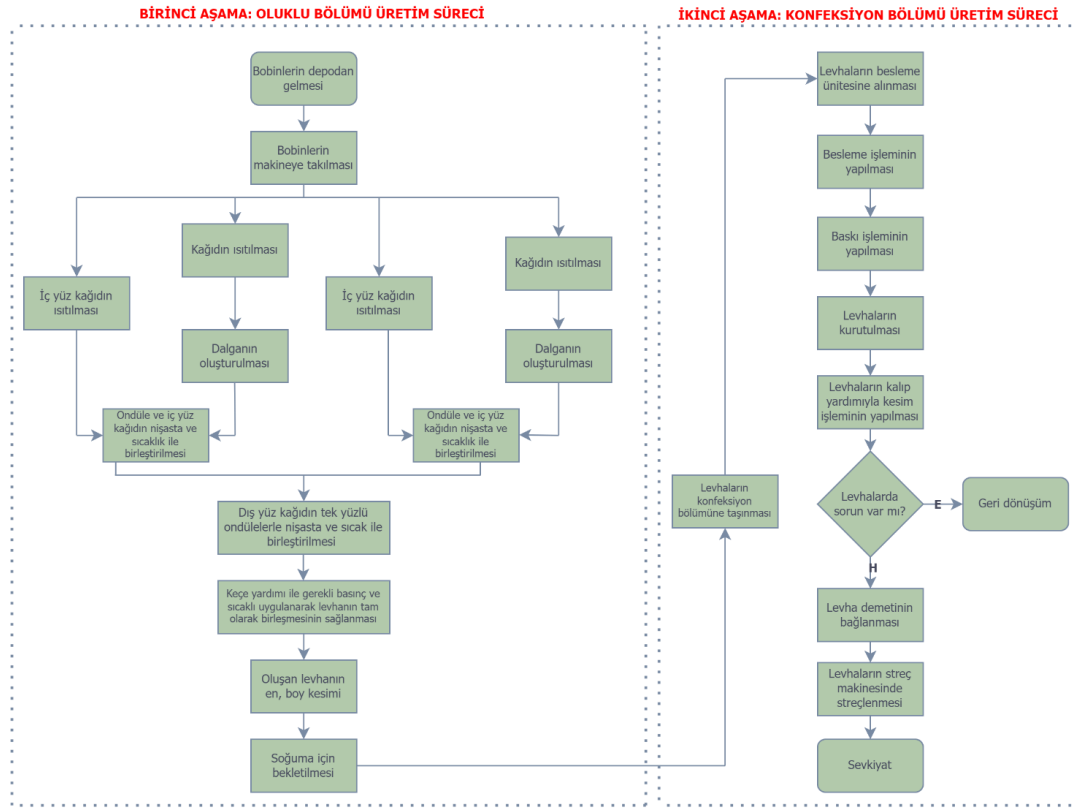 BİRİNCİ AŞAMA: OLUKLU BÖLÜMÜ ÜRETİM SÜRECİ
Bobinlerin depodan
gelmesi
Bobinlerin
makineye takılması
İç yüz kağıdın
ısıtılması
Kağıdın ısıtılması
İç yüz kağıdın
ısıtılması
Kağıdın ısıtılması
Dalganın
oluşturulması
Dalganın
oluşturulması
Ondüle ve iç yüz
kağıdın nişasta ve
sıcaklık ile
birleştirilmesi
Ondüle ve iç yüz
kağıdın nişasta ve
sıcaklık ile
birleştirilmesi
Dış yüz kağıdın tek yüzlü
ondülelerle nişasta ve sıcak ile
birleştirilmesi
Keçe yardımı ile gerekli basınç ve
sıcaklı uygulanarak levhanın tam
olarak birleşmesinin sağlanması
Oluşan levhanın
en, boy kesimi
Soğuma için
bekletilmesi
İKİNCİ AŞAMA: KONFEKSİYON BÖLÜMÜ ÜRETİM SÜRECİ
Levhaların
konfeksiyon
bölümüne taşınması
Levhaların besleme
ünitesine alınması
Besleme işleminin
yapılması
Baskı işleminin
yapılması
Levhaların
kurutulması
Levhaların kalıp
yardımıyla kesim
işleminin yapılması
Levhalarda
sorun var mı?
E
Geri dönüşüm
H
Levha demetinin
bağlanması
Levhaların streç
makinesinde
streçlenmesi
Sevkiyat